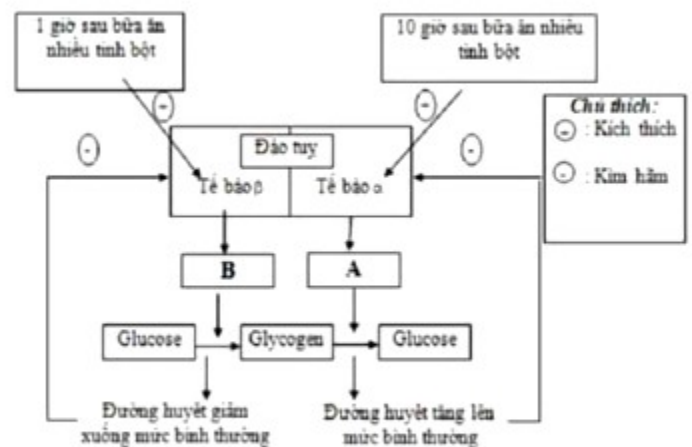 1 giờ sau bữa ăn
nhiều tinh bột
10 giờ sau bữa ăn nhiều
tinh bột
Chú thích:
: Kích thích
: Kìm hãm
Đảo tuỵ
Tế bào β
Tế bào α
B
A
Glucose
Glycogen
Glucose
Đường huyết giảm
xuống mức bình thường
Đường huyết tăng lên
mức bình thường